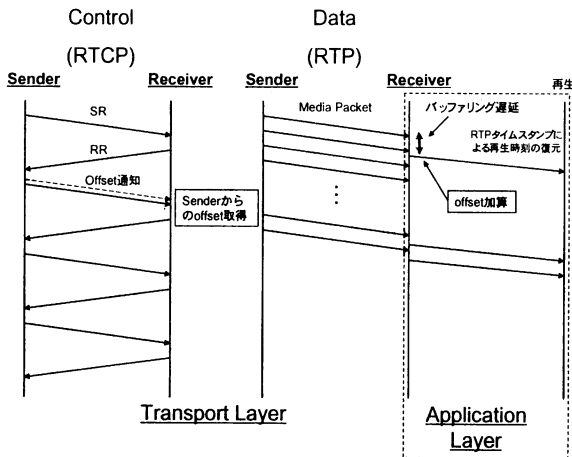 Control
(RTCP)
Data
(RTP)
Sender
Receiver
Sender
Receiver
再生
SR
RR
Offset通知
Senderから
のoffset取得
Media Packet
バッファリング遅延
RTPタイムスタンプに
よる再生時刻の復元
offset加算
Transport Layer
Application
Layer